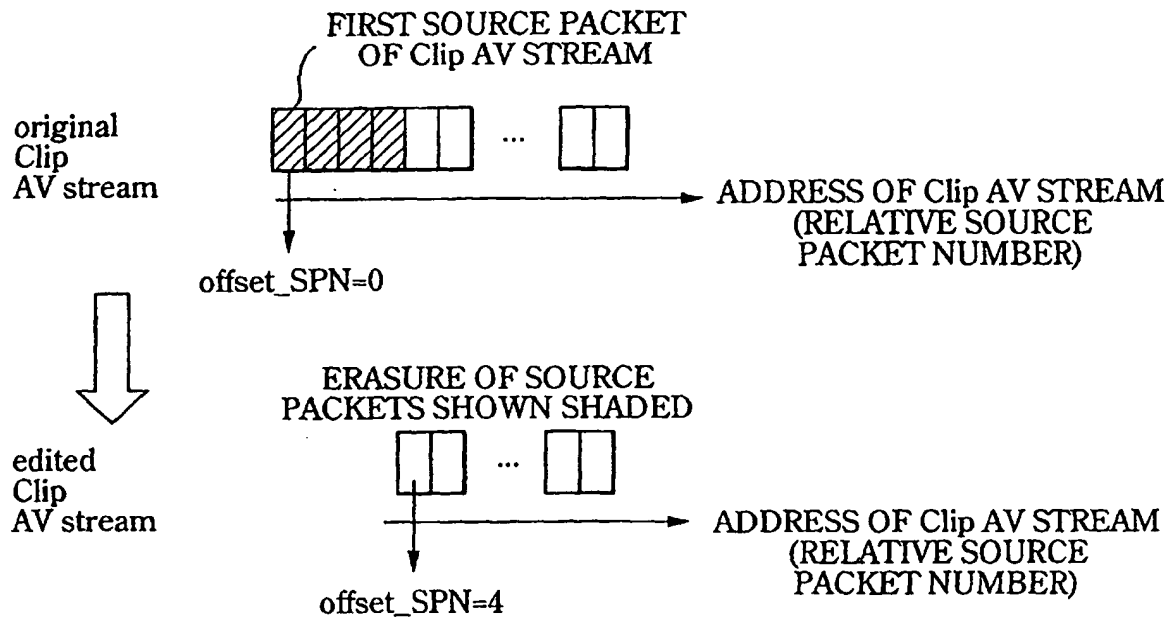 FIRST SOURCE PACKET
OF Clip AV STREAM
original
Clip
AV stream
...
ADDRESS OF Clip AV STREAM
(RELATIVE SOURCE
PACKET NUMBER)
offset_SPN=0
ERASURE OF SOURCE
PACKETS SHOWN SHADED
edited
Clip
AV stream
...
ADDRESS OF Clip AV STREAM
(RELATIVE SOURCE
PACKET NUMBER)
offset_SPN=4